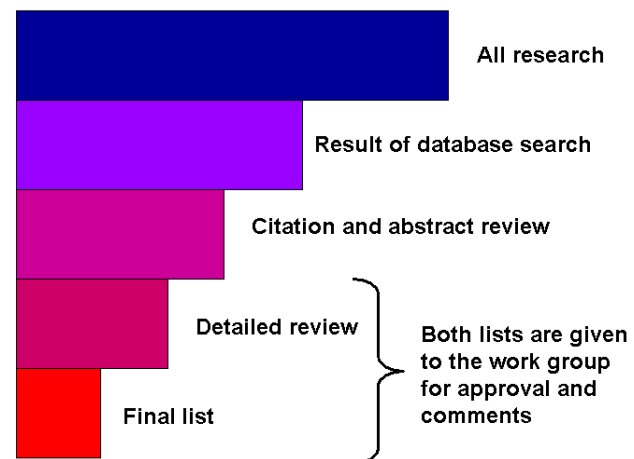 All research
Result of database search
Citation and abstract review
Detailed review
Both lists are given
to the work group
for approval and
comments
Final list